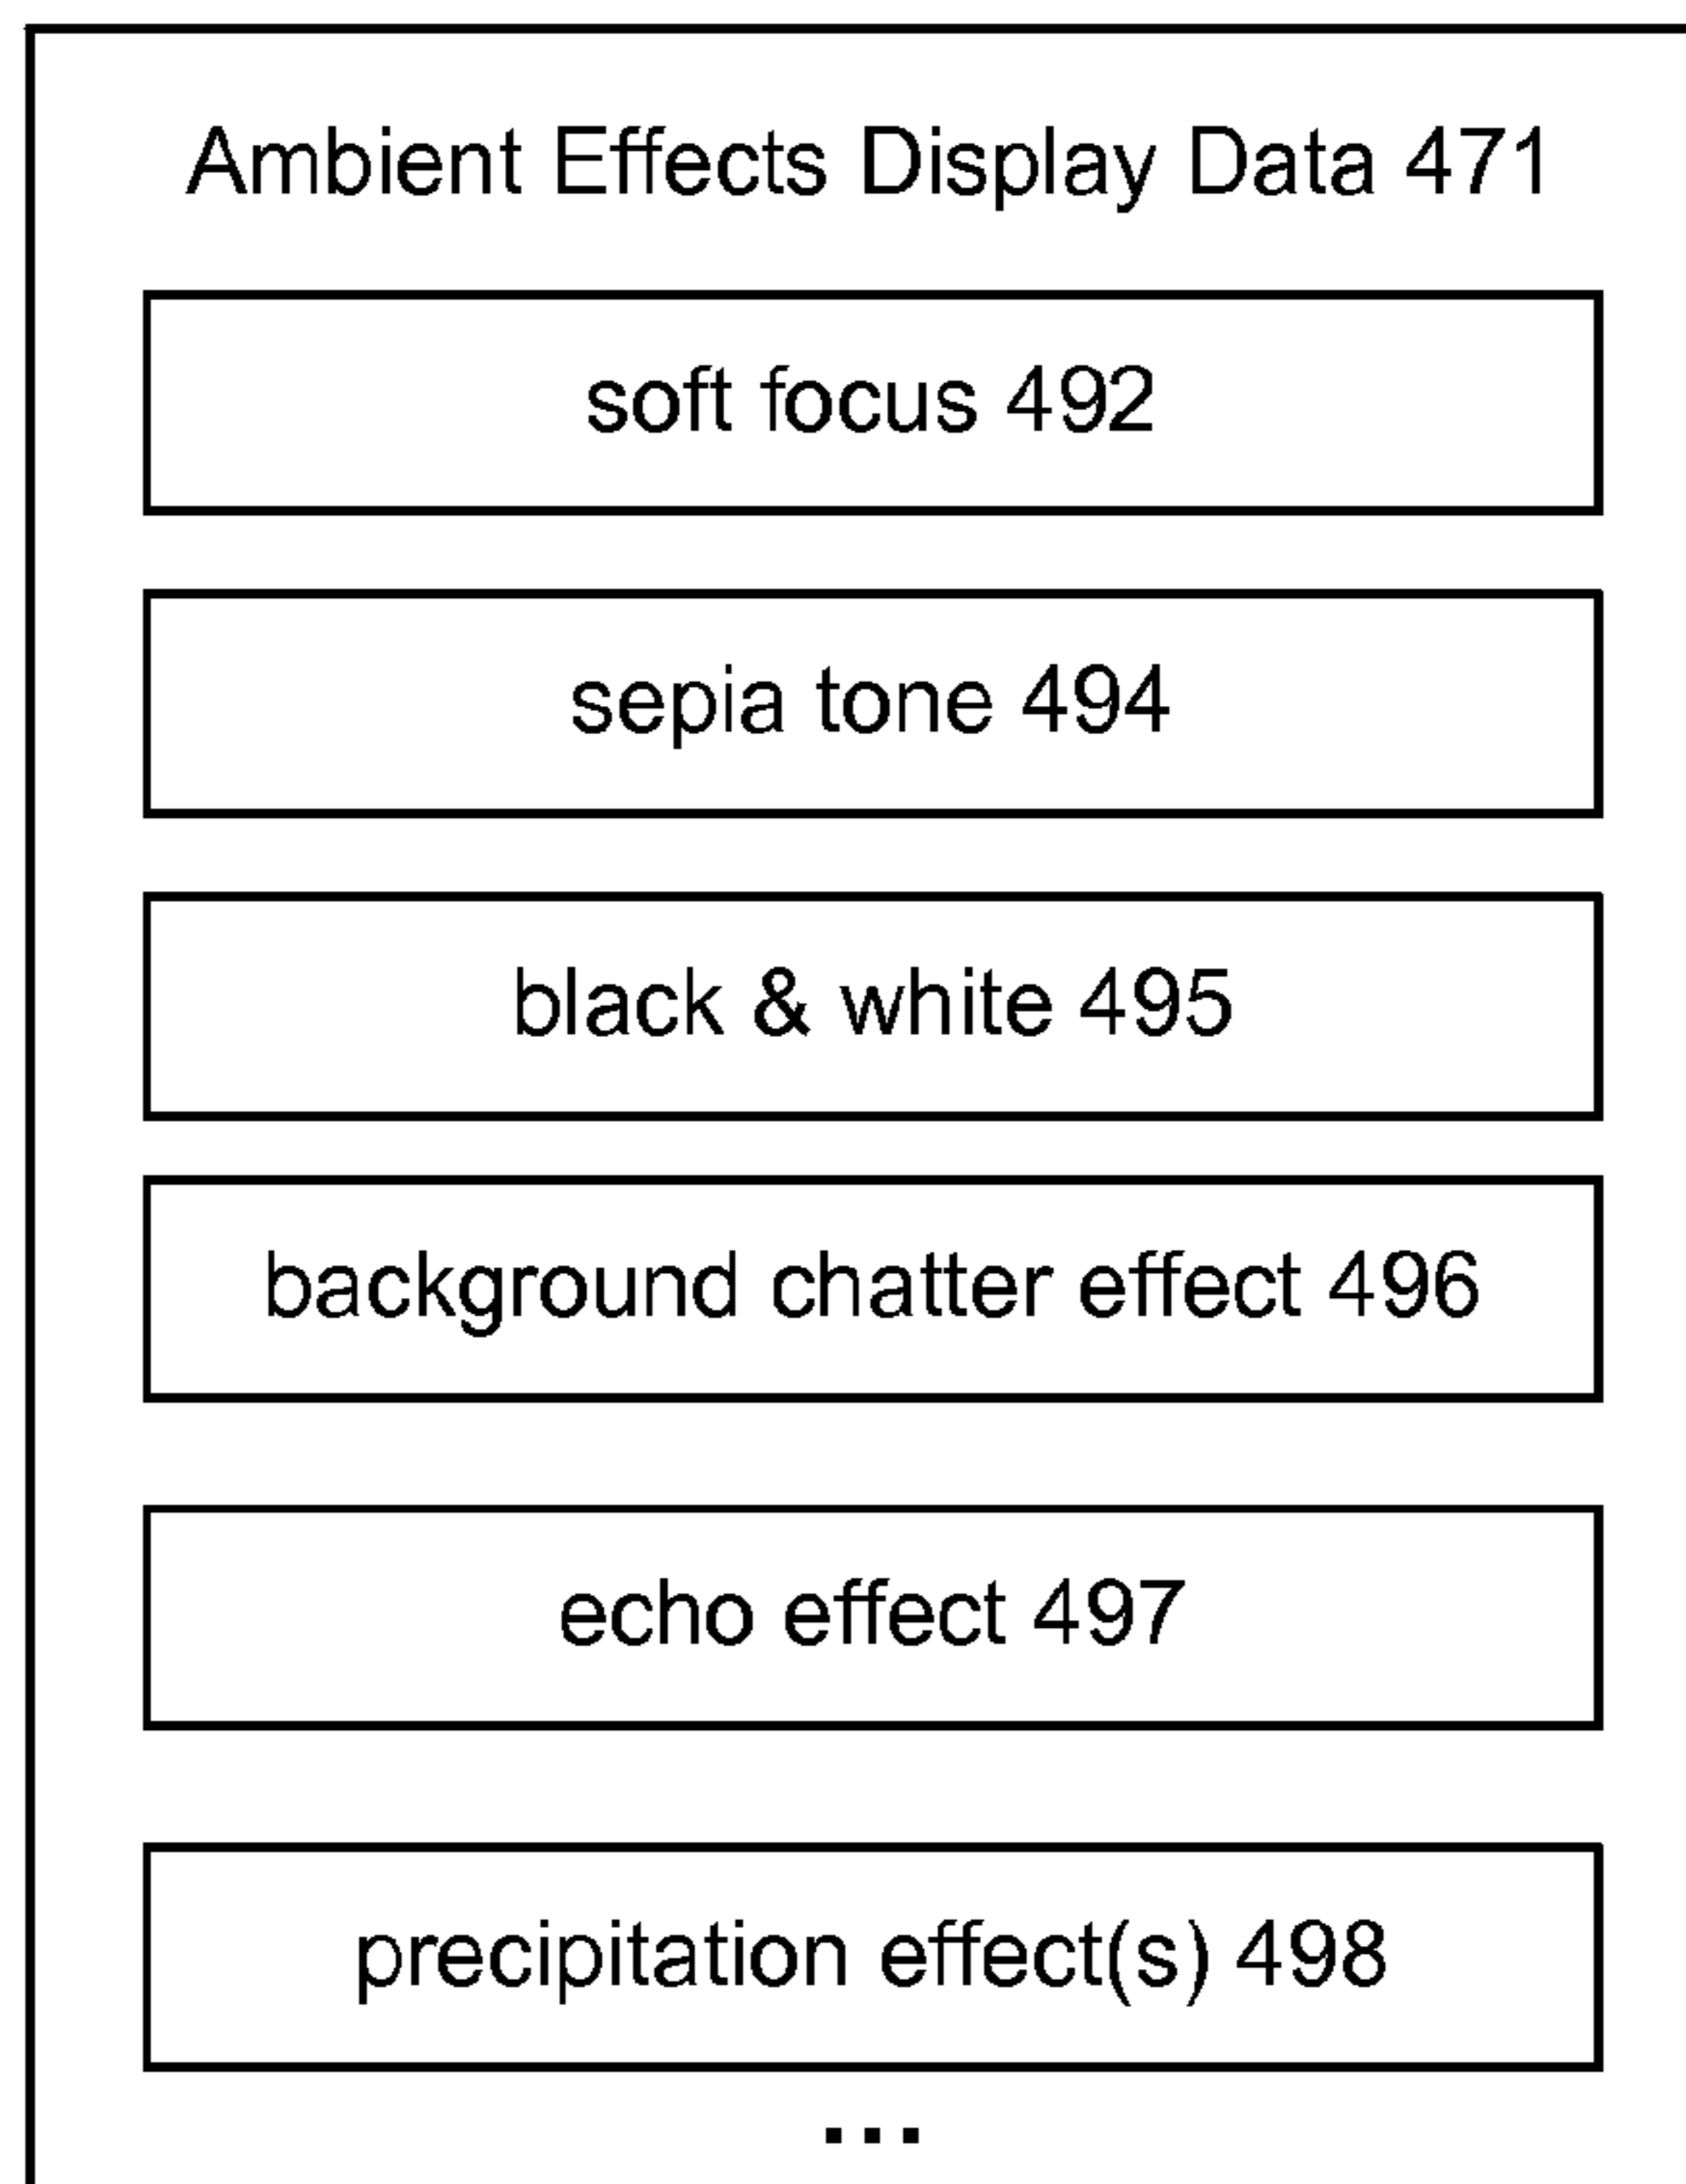 Ambient Effects Display Data 471
soft focus 492
sepia tone 494
black & white 495
background chatter effect 496
echo effect 497
precipitation effect(s) 498
...